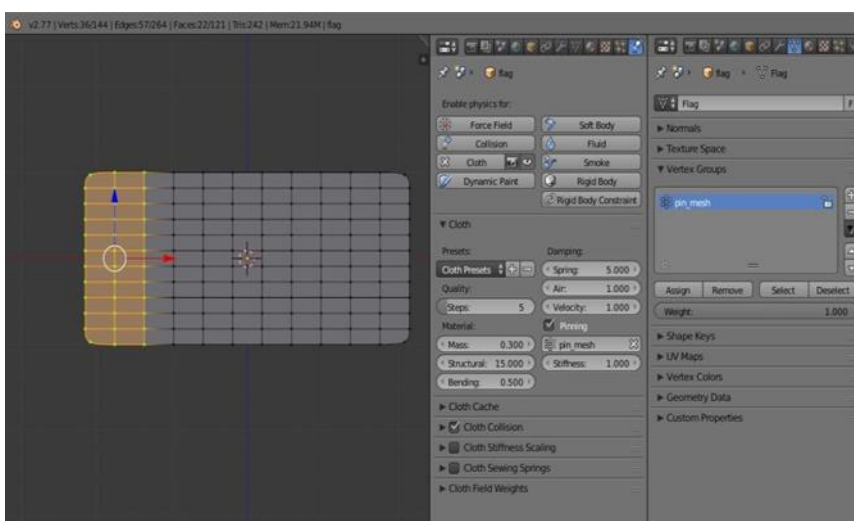 v2.77 | Verts:36/144 | Edges:57/264 | Faces:22/121 | Tris:242 | Mem:21.94M | flag
flag
Enable physics for:
Force Field
Soft Body
Collision
Fluid
Cloth
Smoke
Dynamic Paint
Rigid Body
Rigid Body Constraint
Cloth
Presets:
Damping:
Cloth Presets
Spring: 5.000
Quality:
Air: 1.000
Steps: 5
Velocity: 1.000
Material:
Pinning
Mass: 0.300
pin_mesh
Structural: 15.000
Stiffness: 1.000
Bending: 0.500
Cloth Cache
Cloth Collision
Cloth Stiffness Scaling
Cloth Sewing Springs
Cloth Field Weights
flag
Flag
Flag
F
Normals
Texture Space
Vertex Groups
pin_mesh
Assign
Remove
Select
Deselect
Weight: 1.000
Shape Keys
UV Maps
Vertex Colors
Geometry Data
Custom Properties